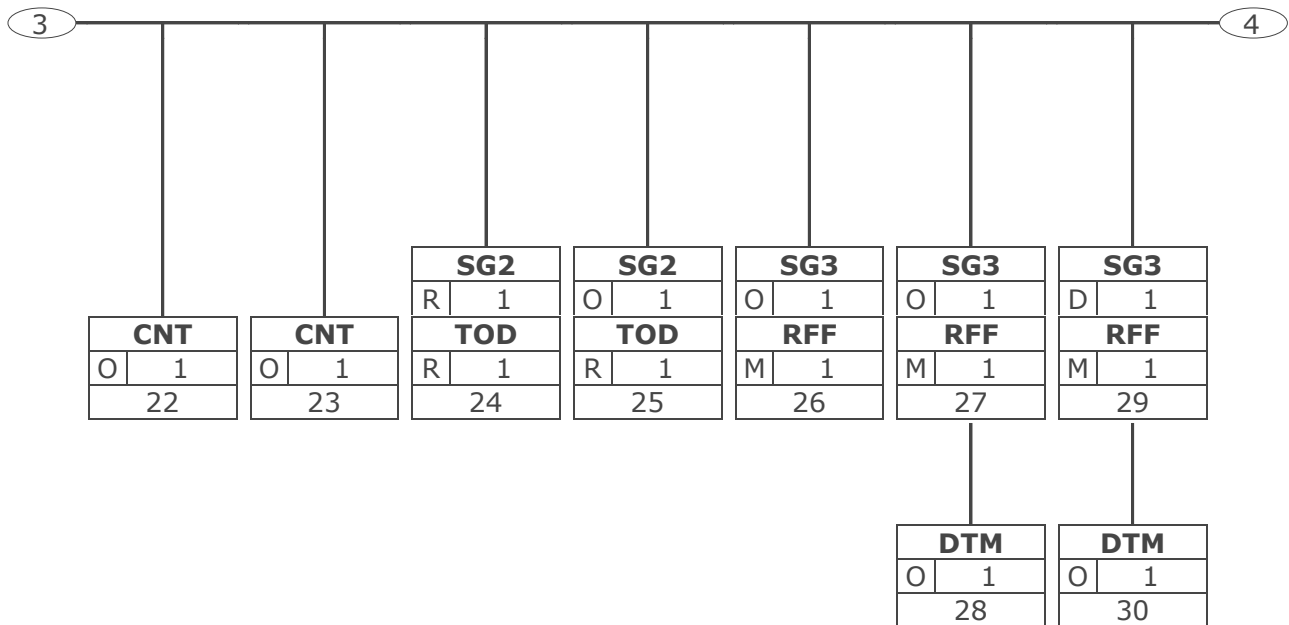 3 4
SG2 SG2 SG3 SG3 SG3
R 1 O 1 O 1 O 1 D 1
CNT CNT TOD TOD RFF RFF RFF
O 1 O 1 R 1 R 1 M 1 M 1 M 1
22 23 24 25 26 27 29
DTM DTM
O 1 O 1
28 30